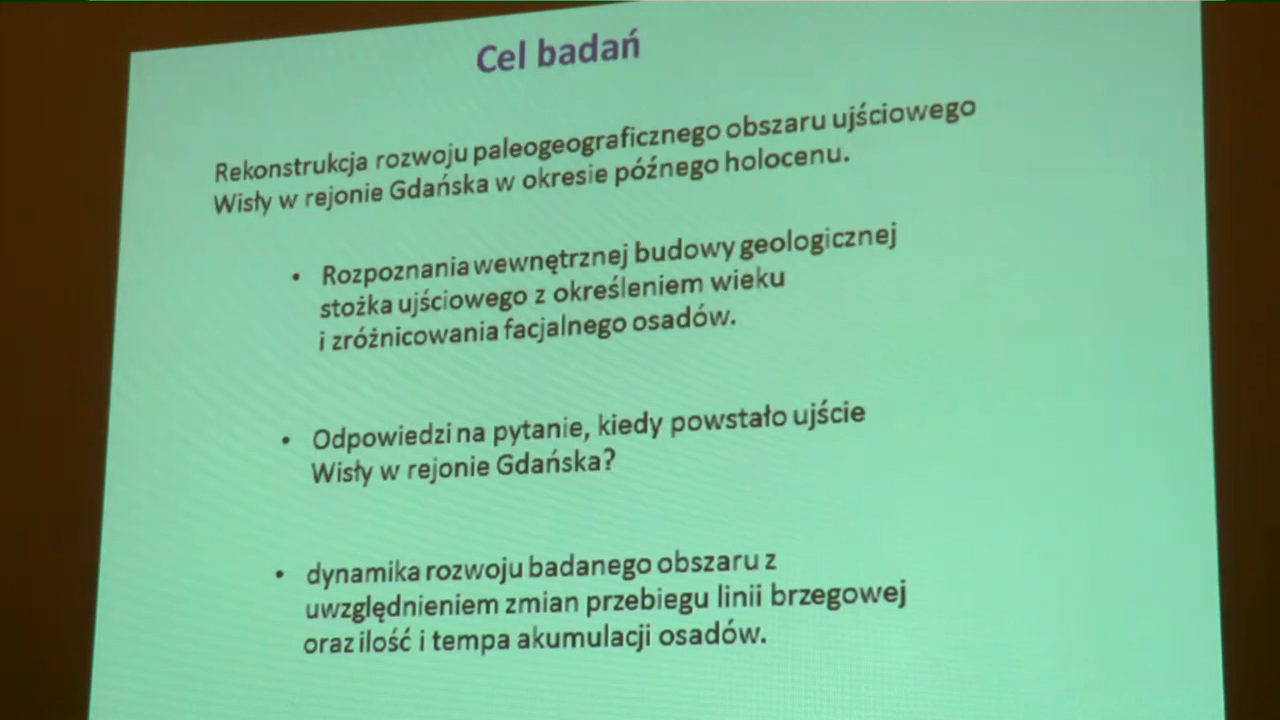 Cel badań
Rekonstrukcja rozwoju paleogeograficznego obszaru ujściowego
Wisły w rejonie Gdańska w okresie późnego holocenu.
• Rozpoznania wewnętrznej budowy geologicznej
stożka ujściowego z określeniem wieku
i zróżnicowania facjalnego osadów.
• Odpowiedzi na pytanie, kiedy powstało ujście
Wisły w rejonie Gdańska?
• dynamika rozwoju badanego obszaru z
uwzględnieniem zmian przebiegu linii brzegowej
oraz ilość i tempa akumulacji osadów.